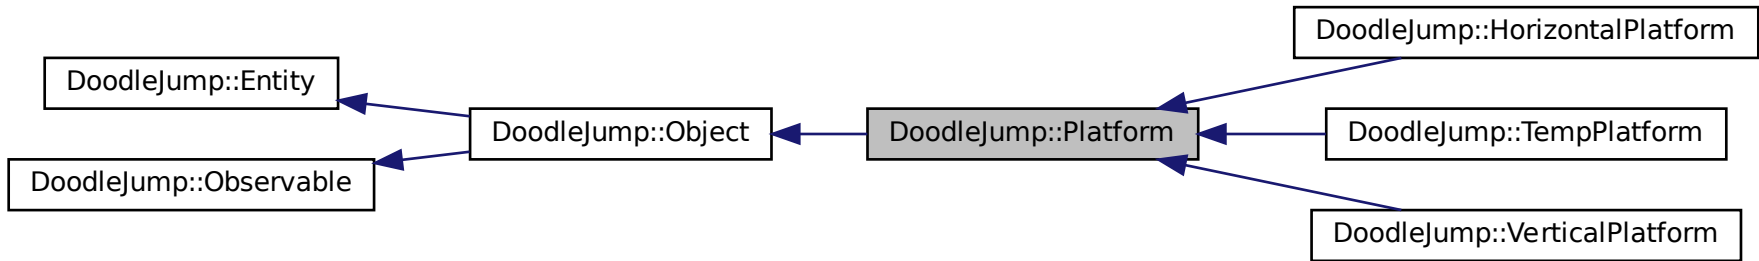 DoodleJump::Entity
DoodleJump::Observable
DoodleJump::Object
DoodleJump::Platform
DoodleJump::HorizontalPlatform
DoodleJump::TempPlatform
DoodleJump::VerticalPlatform